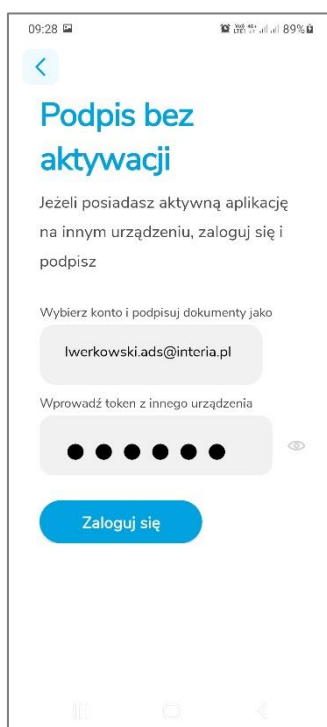 09:28 89%
Podpis bez
aktywacji
Jeżeli posiadasz aktywną aplikację
na innym urządzeniu, zaloguj się i
podpisz
Wybierz konto i podpisuj dokumenty jako
lwerkowski.ads@interia.pl
Wprowadź token z innego urządzenia
Zaloguj się